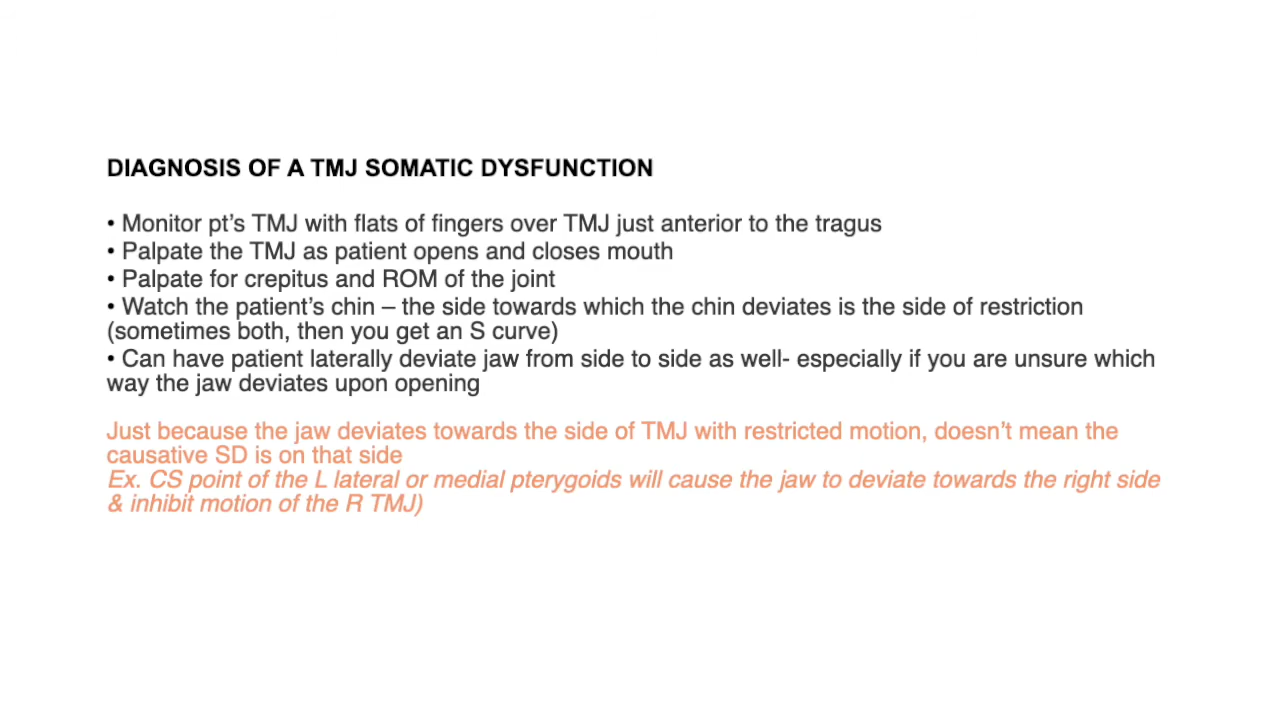 DIAGNOSIS OF A TMJ SOMATIC DYSFUNCTION
• Monitor pt’s TMJ with flats of fingers over TMJ just anterior to the tragus
• Palpate the TMJ as patient opens and closes mouth
• Palpate for crepitus and ROM of the joint
• Watch the patient’s chin – the side towards which the chin deviates is the side of restriction
(sometimes both, then you get an S curve)
• Can have patient laterally deviate jaw from side to side as well- especially if you are unsure which
way the jaw deviates upon opening
Just because the jaw deviates towards the side of TMJ with restricted motion, doesn’t mean the
causative SD is on that side
Ex. CS point of the L lateral or medial pterygoids will cause the jaw to deviate towards the right side
& inhibit motion of the R TMJ)